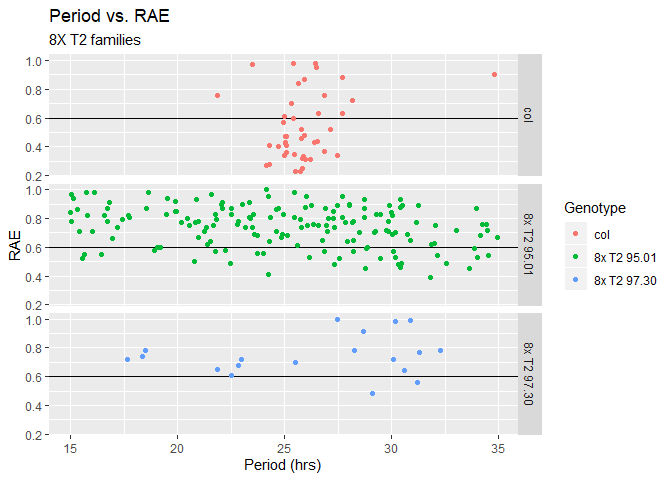 Period vs. RAE
8X T2 families
1.0
0.8
0.6
0.4
0.2
col
1.0
0.8
0.6
0.4
0.2
8x T2 95.01
1.0
0.8
0.6
0.4
0.2
8x T2 97.30
RAE
15
20
25
30
35
Period (hrs)
Genotype
col
8x T2 95.01
8x T2 97.30